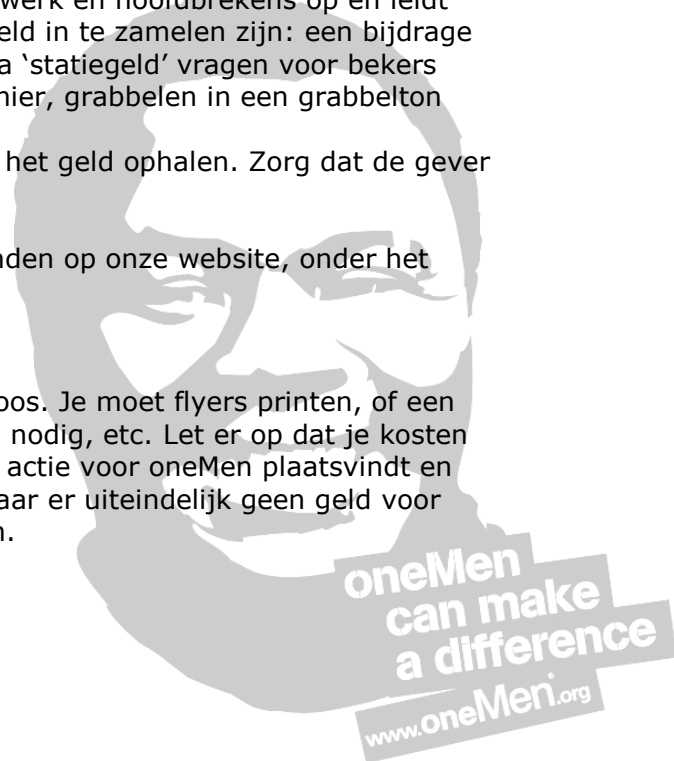 werk en hoofdbrekens op en leidt
eld in te zamelen zijn: een bijdrage
a ‘statiegeld’ vragen voor bekers
nier, grabbelen in een grabbelton
het geld ophalen. Zorg dat de gever
nden op onze website, onder het
oos. Je moet flyers printen, of een
nodig, etc. Let er op dat je kosten
actie voor oneMen plaatsvindt en
aar er uiteindelijk geen geld voor
n.
oneMen
can make
a difference
www.oneMen.org